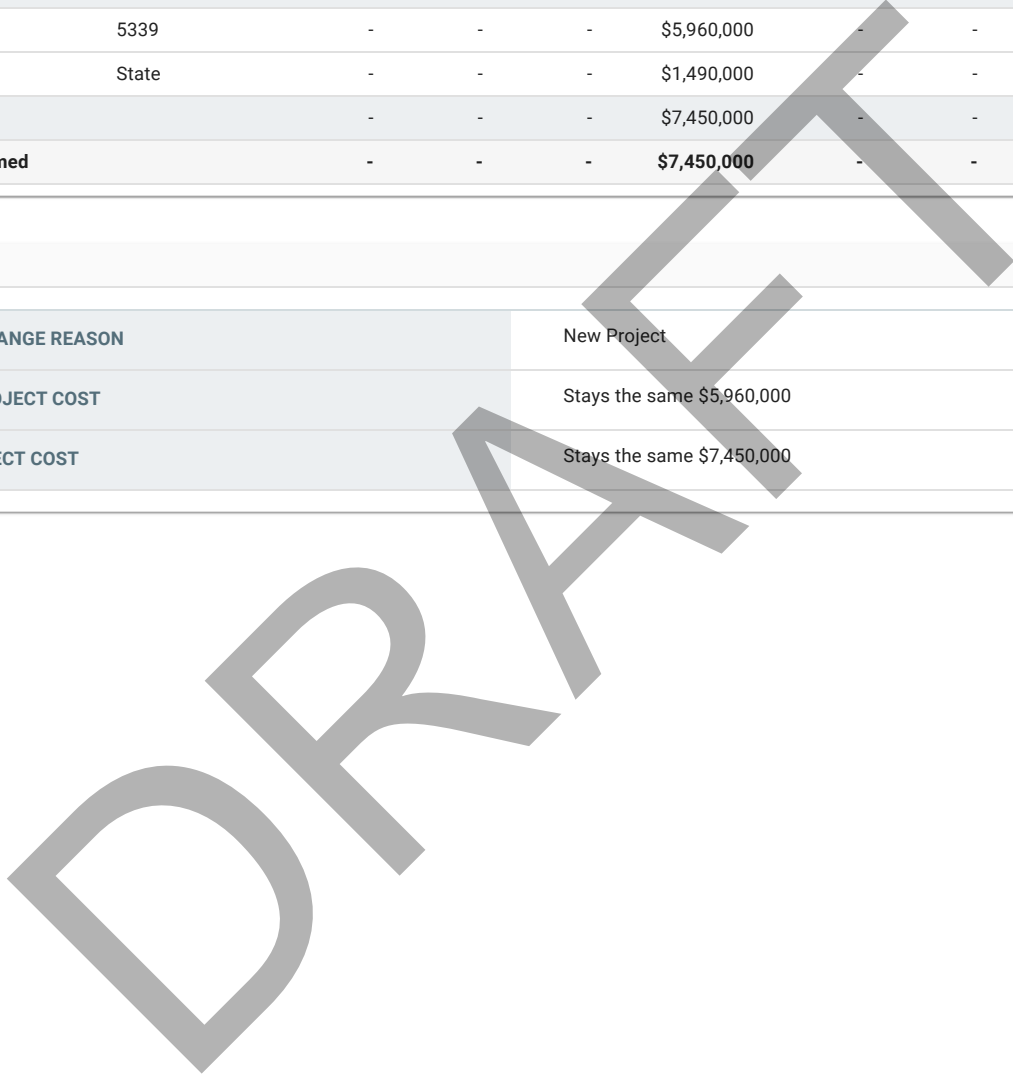 5339 - - - $5,960,000 - -
State - - - $1,490,000 - -
- - - $7,450,000 - -
med - - - $7,450,000 - -
ANGE REASON New Project
OJECT COST Stays the same $5,960,000
ECT COST Stays the same $7,450,000
DRAFT